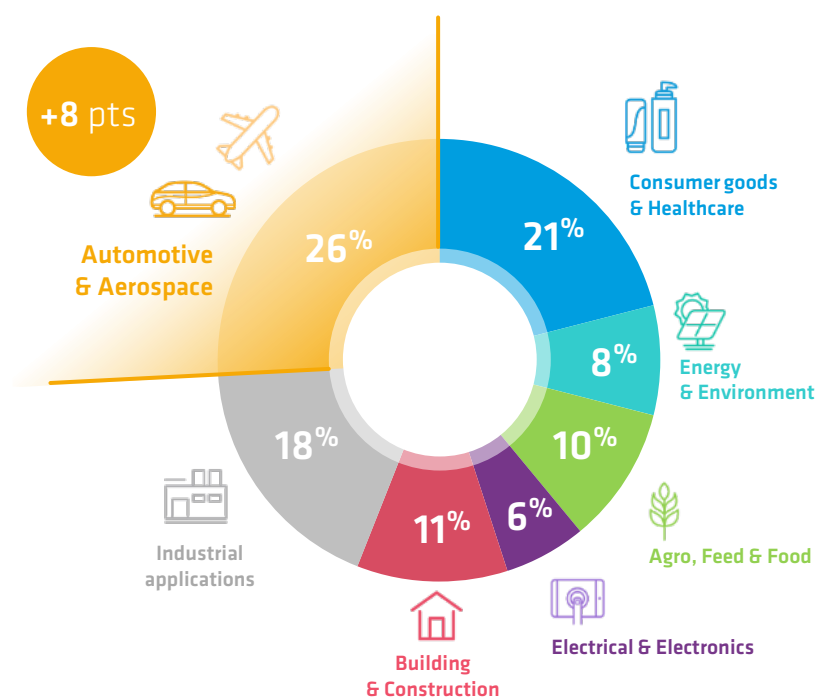 +8 pts
Automotive
& Aerospace
26%
Consumer goods
& Healthcare
21%
8%
Energy
& Environment
10%
Agro, Feed & Food
6%
Electrical & Electronics
11%
Building
& Construction
18%
Industrial
applications